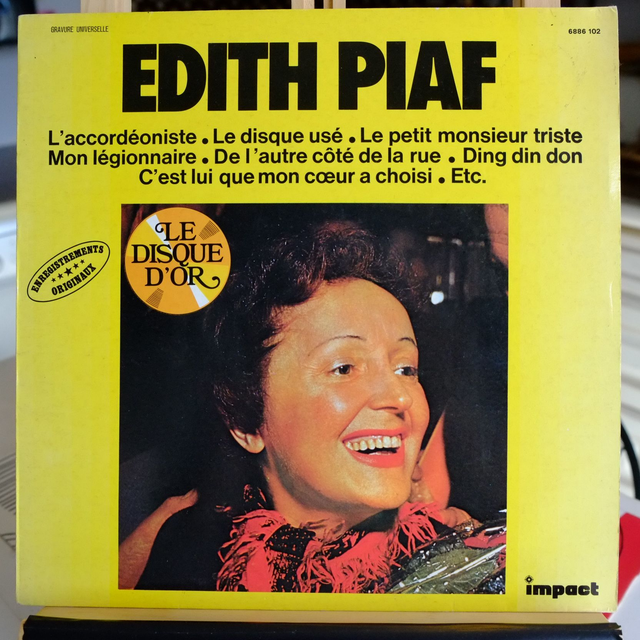 GRAVURE UNIVERSELLE
6886 102
EDITH PIAF
L'accordéoniste • Le disque usé • Le petit monsieur triste
Mon légionnaire • De l'autre côté de la rue • Ding din don
C'est lui que mon cœur a choisi • Etc.
LE
DISQUE
D'OR
ENREGISTREMENTS
ORIGINAUX
impact